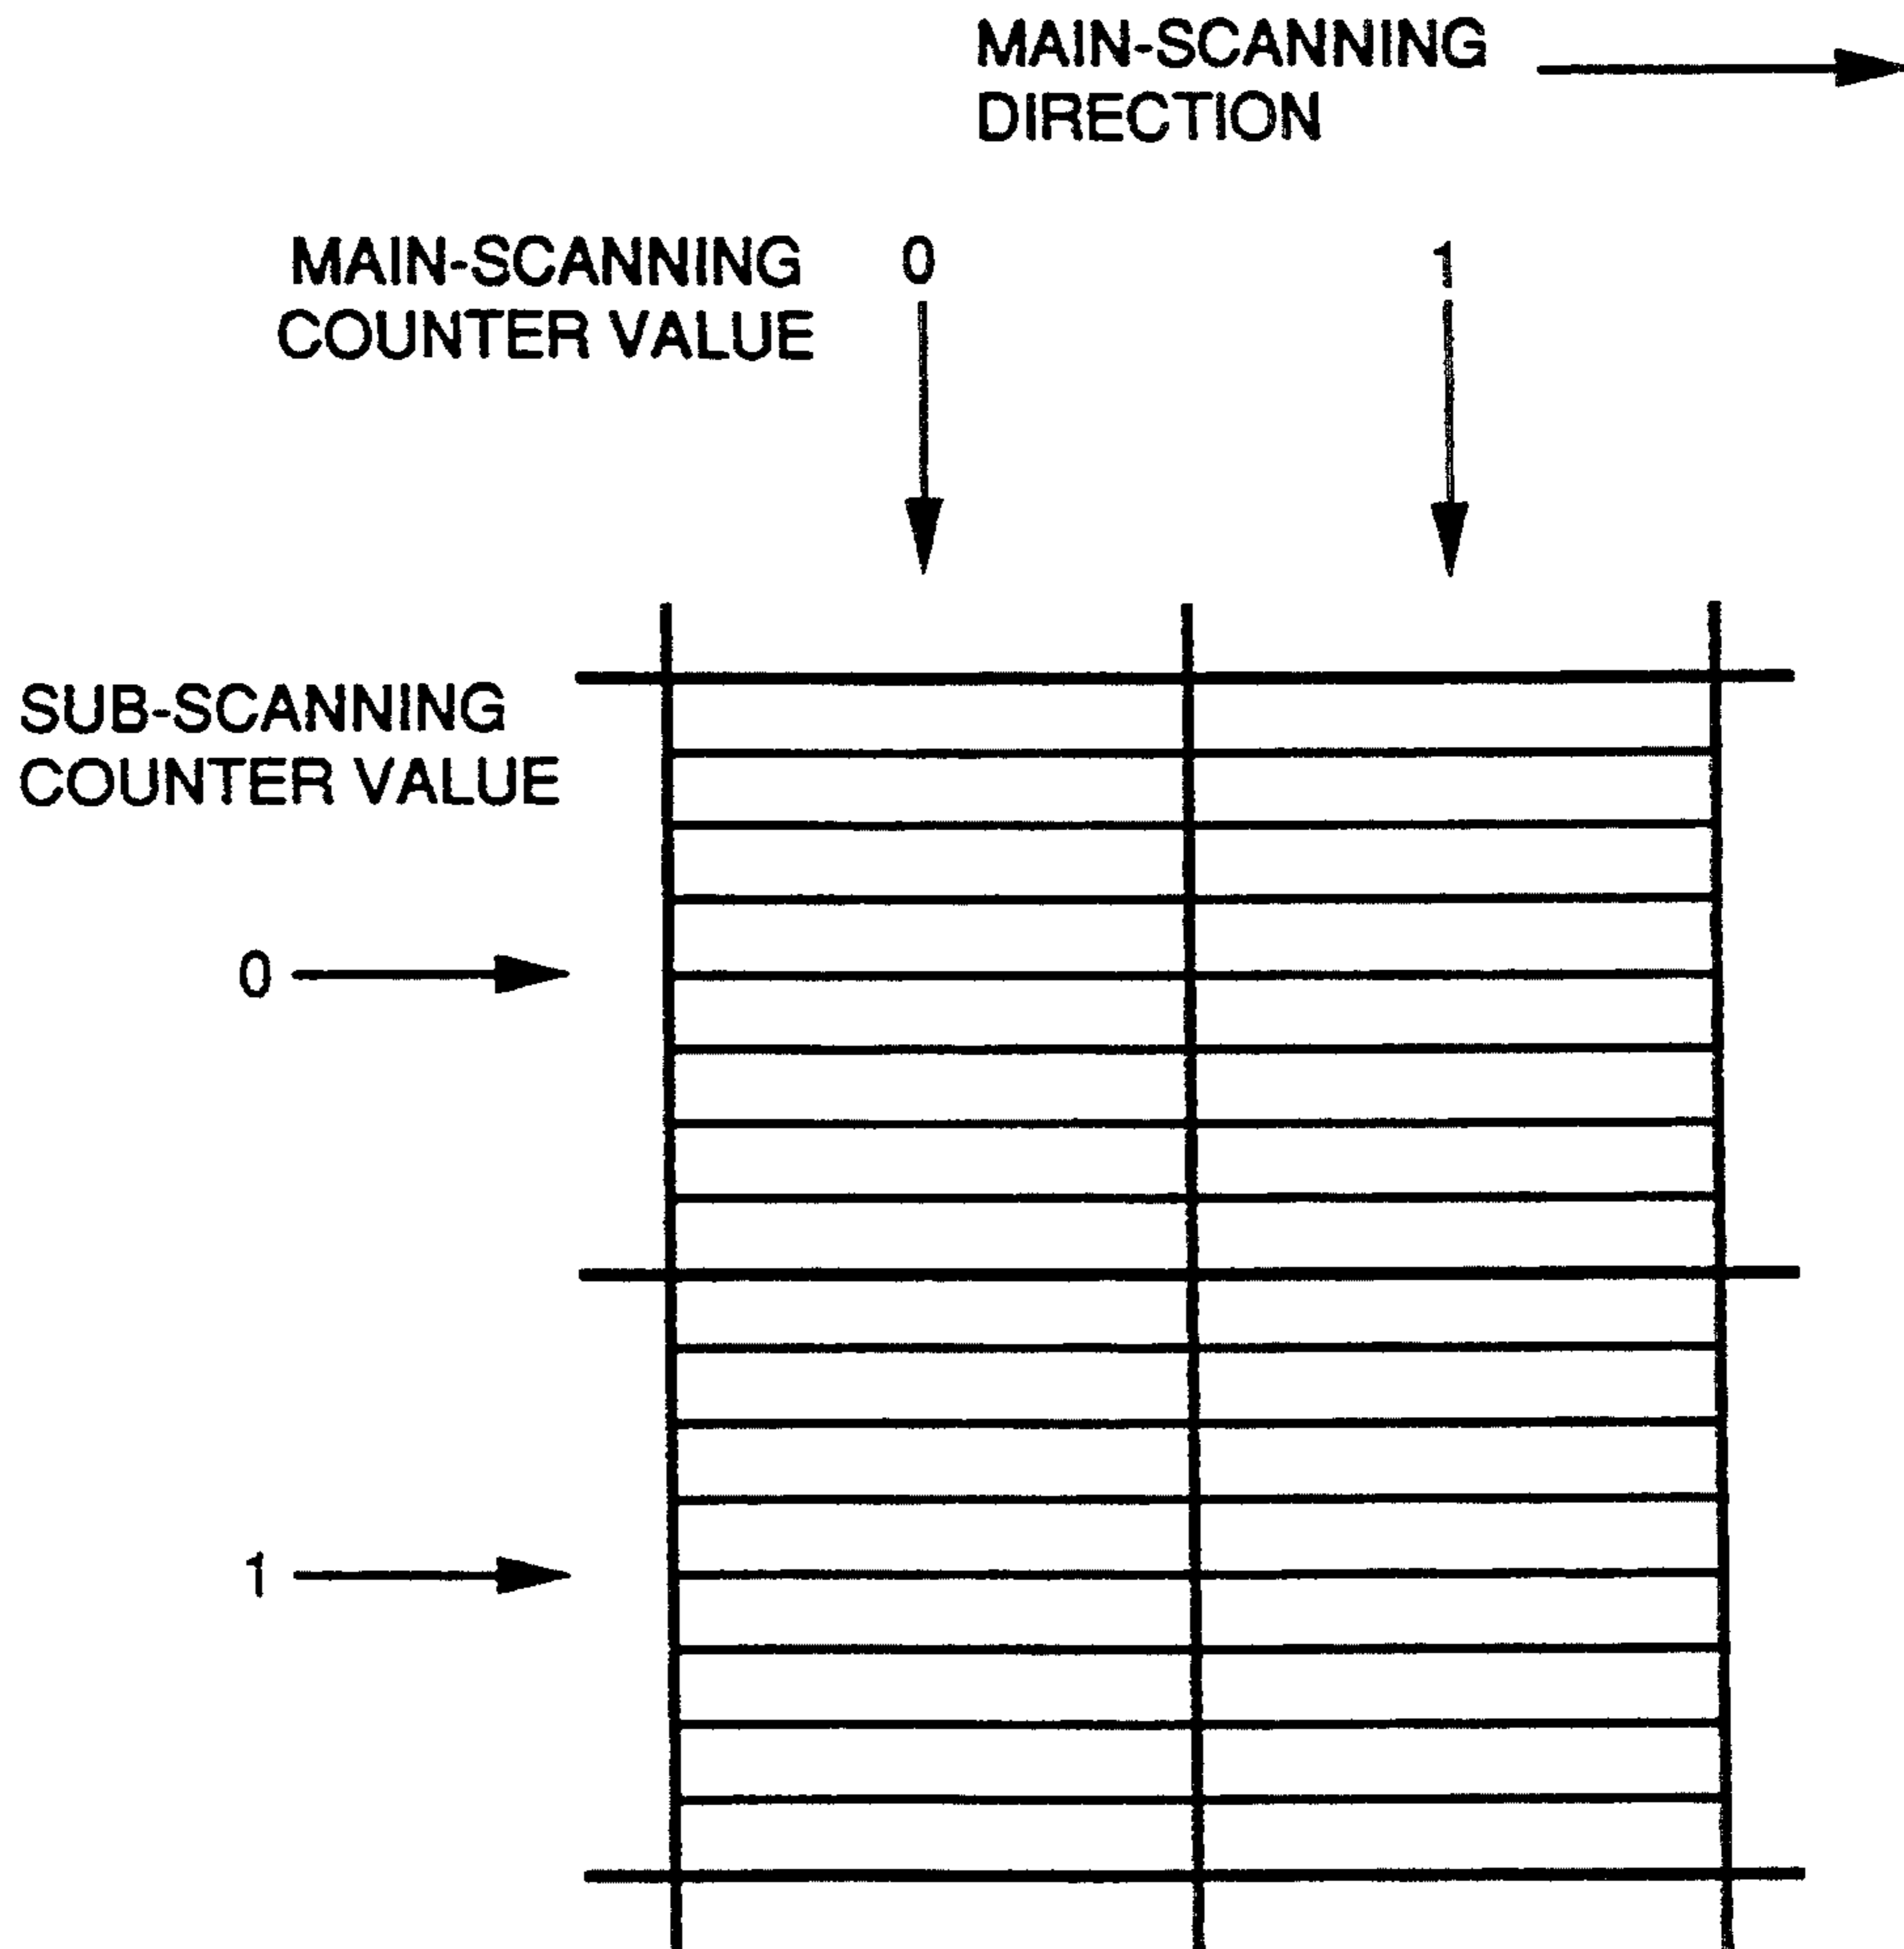 MAIN-SCANNING
DIRECTION
MAIN-SCANNING
COUNTER VALUE
0
1
SUB-SCANNING
COUNTER VALUE
0
1